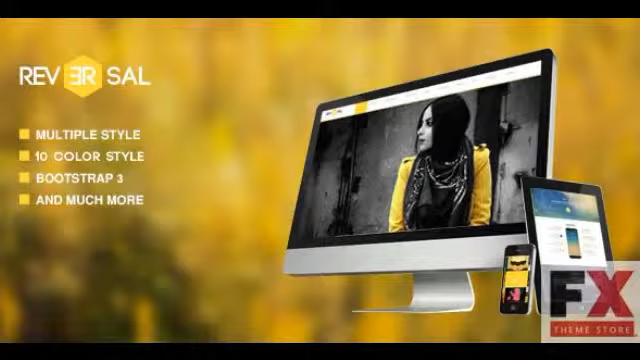 REVERSAL
MULTIPLE STYLE
10 COLOR STYLE
BOOTSTRAP 3
AND MUCH MORE
FX
THEME STORE